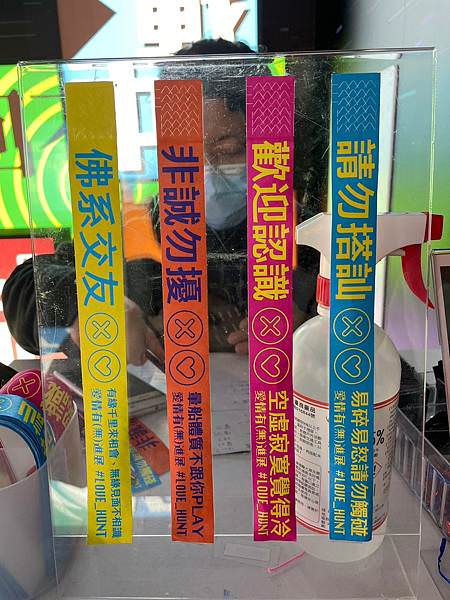 佛系交友
有緣千里來相會、無緣見面不相識
愛情有(無)進展 #LOVE_HUNT
非誠勿擾
暈船體質不跟你PLAY
愛情有(無)進展 #LOVE_HUNT
歡迎認識
空虛寂寞覺得冷
愛情有(無)進展 #LOVE_HUNT
請勿搭訕
易碎易怒請勿觸碰
愛情有(無)進展 #LOVE_HUNT